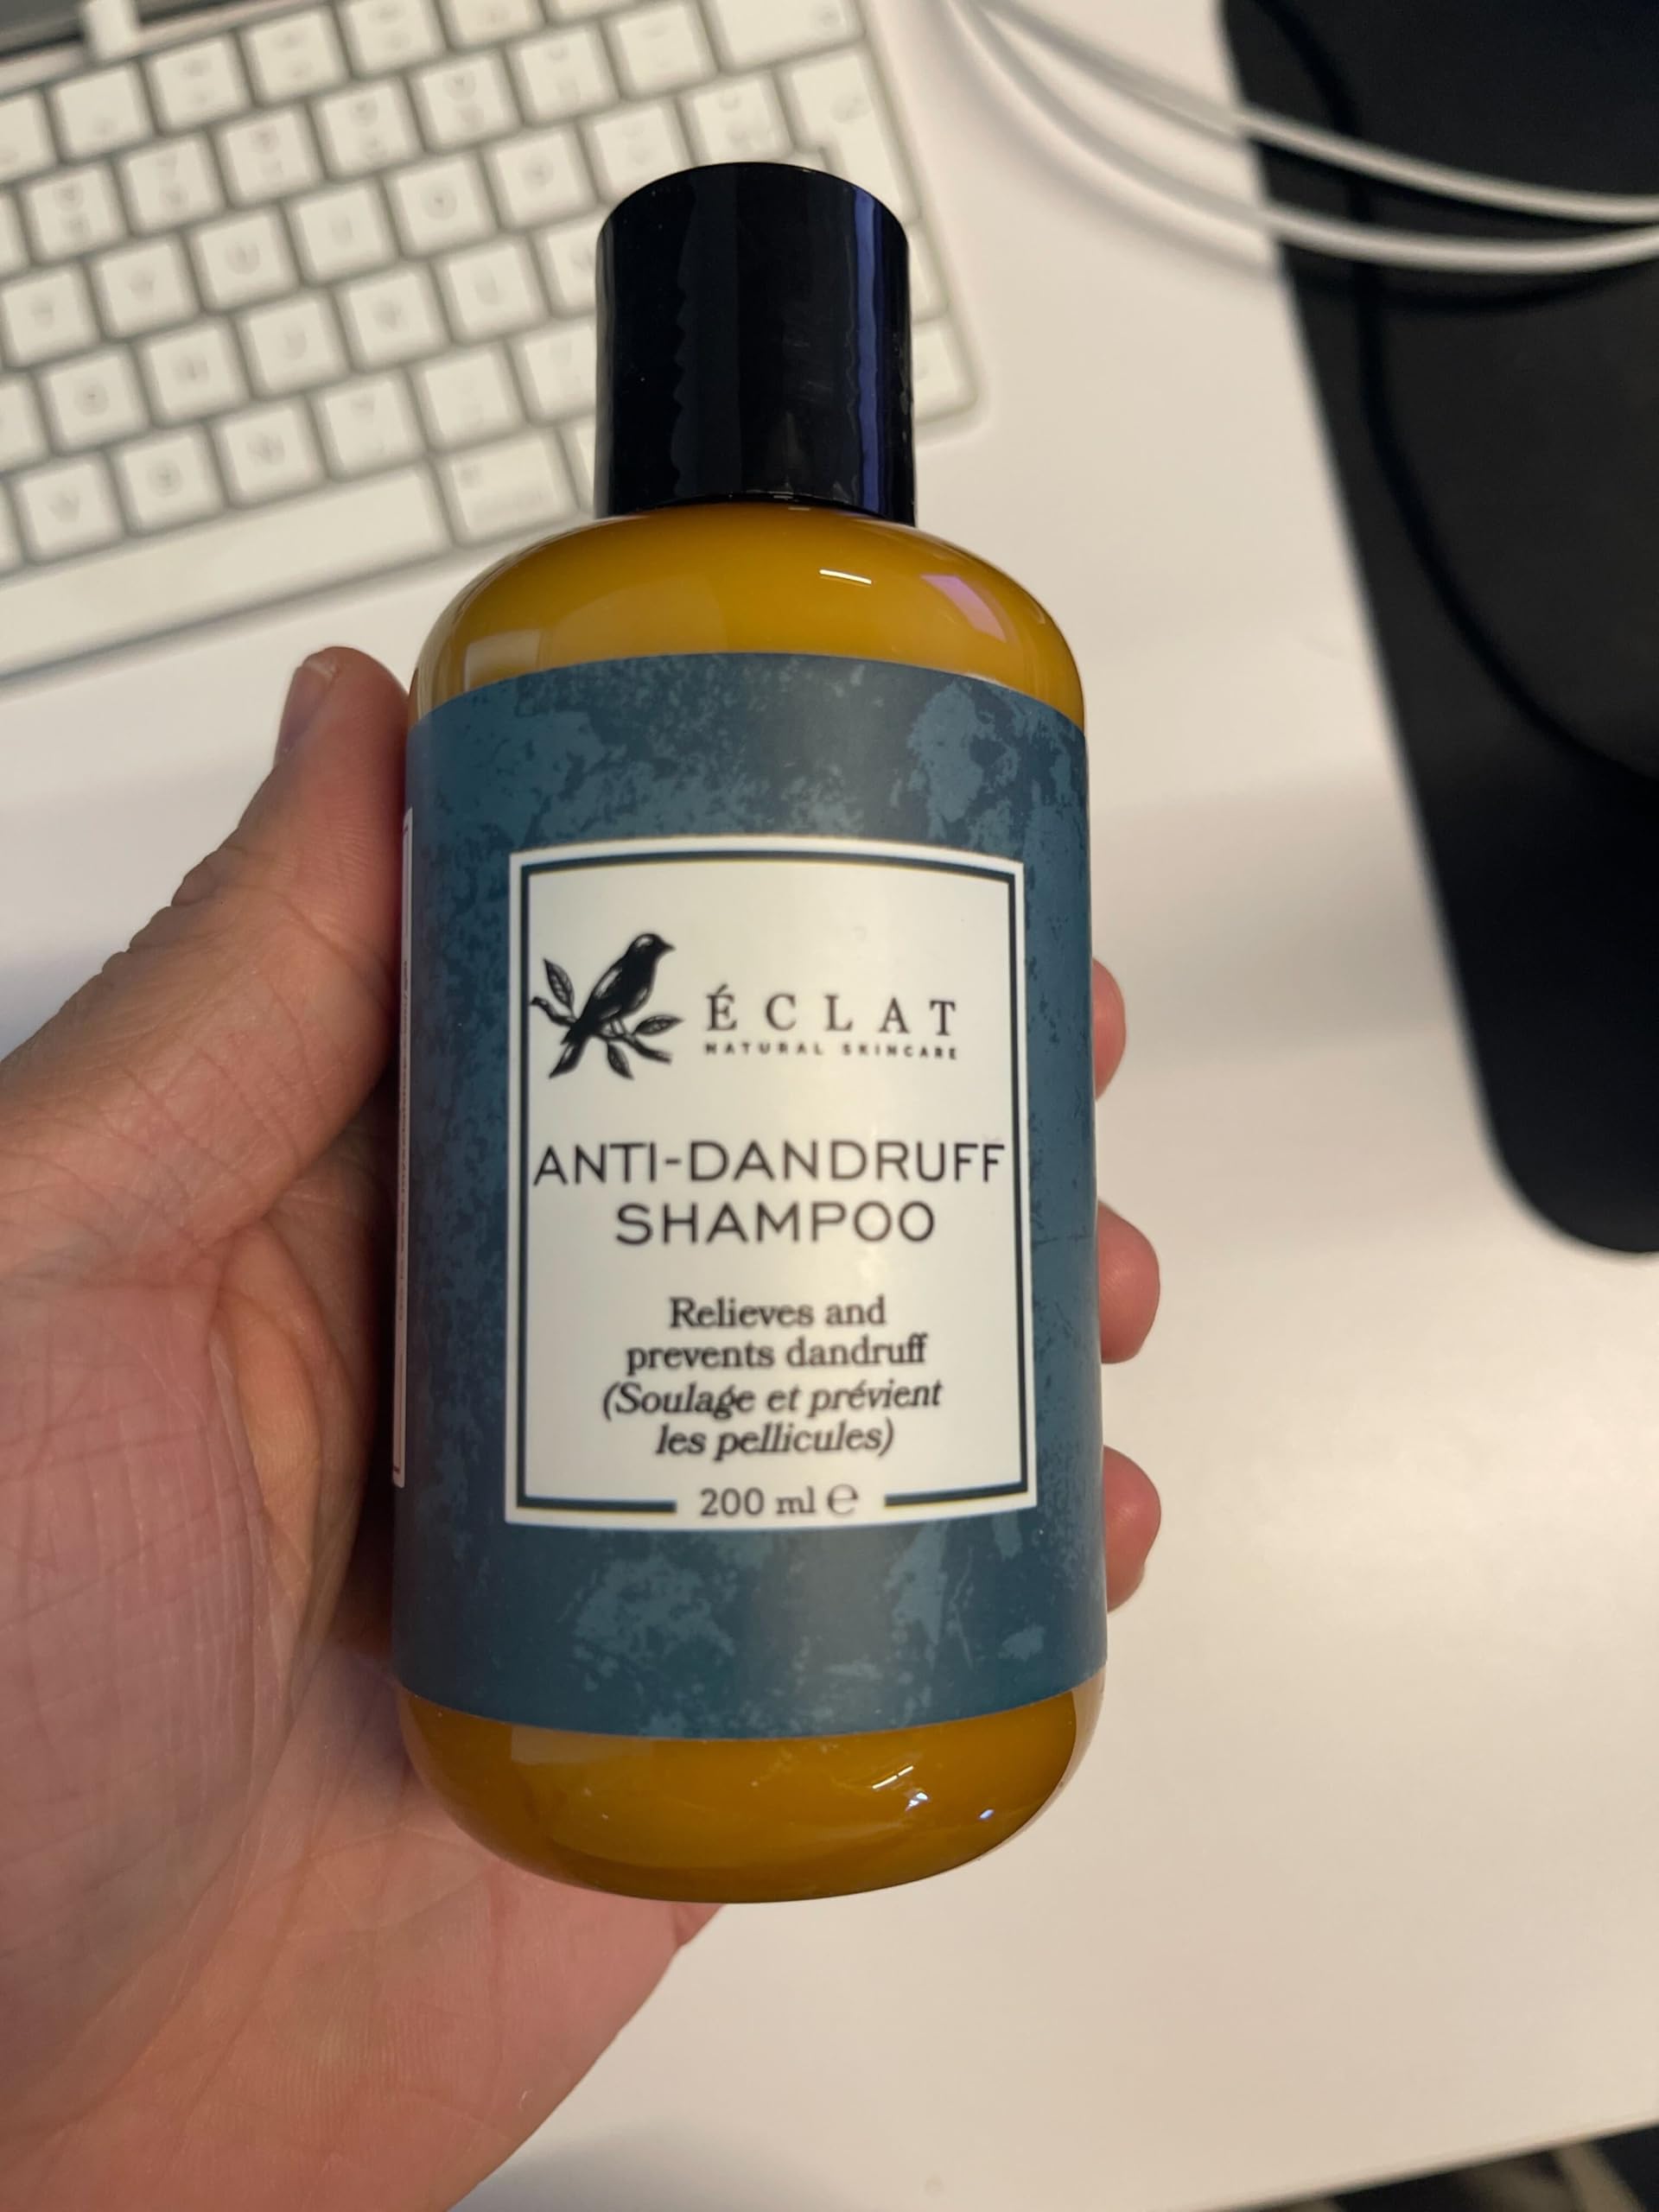 ÉCLAT
NATURAL SKINCARE
ANTI-DANDRUFF
SHAMPOO
Relieves and
prevents dandruff
(Soulage et prévient
les pellicules)
200 ml ℮